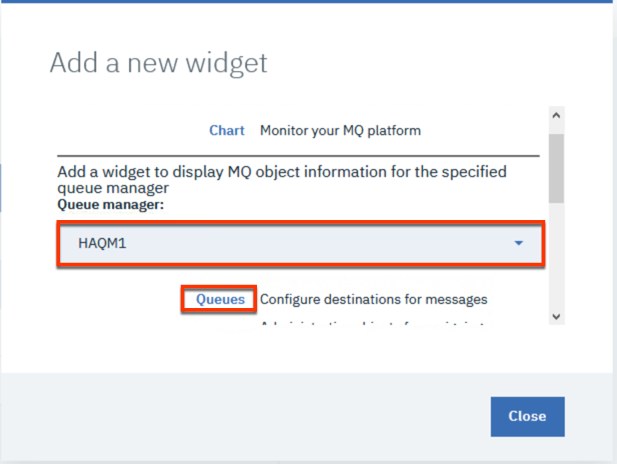 Add a new widget
Chart Monitor your MQ platform
Add a widget to display MQ object information for the specified
queue manager
Queue manager:
HAQM1
Queues Configure destinations for messages
Close